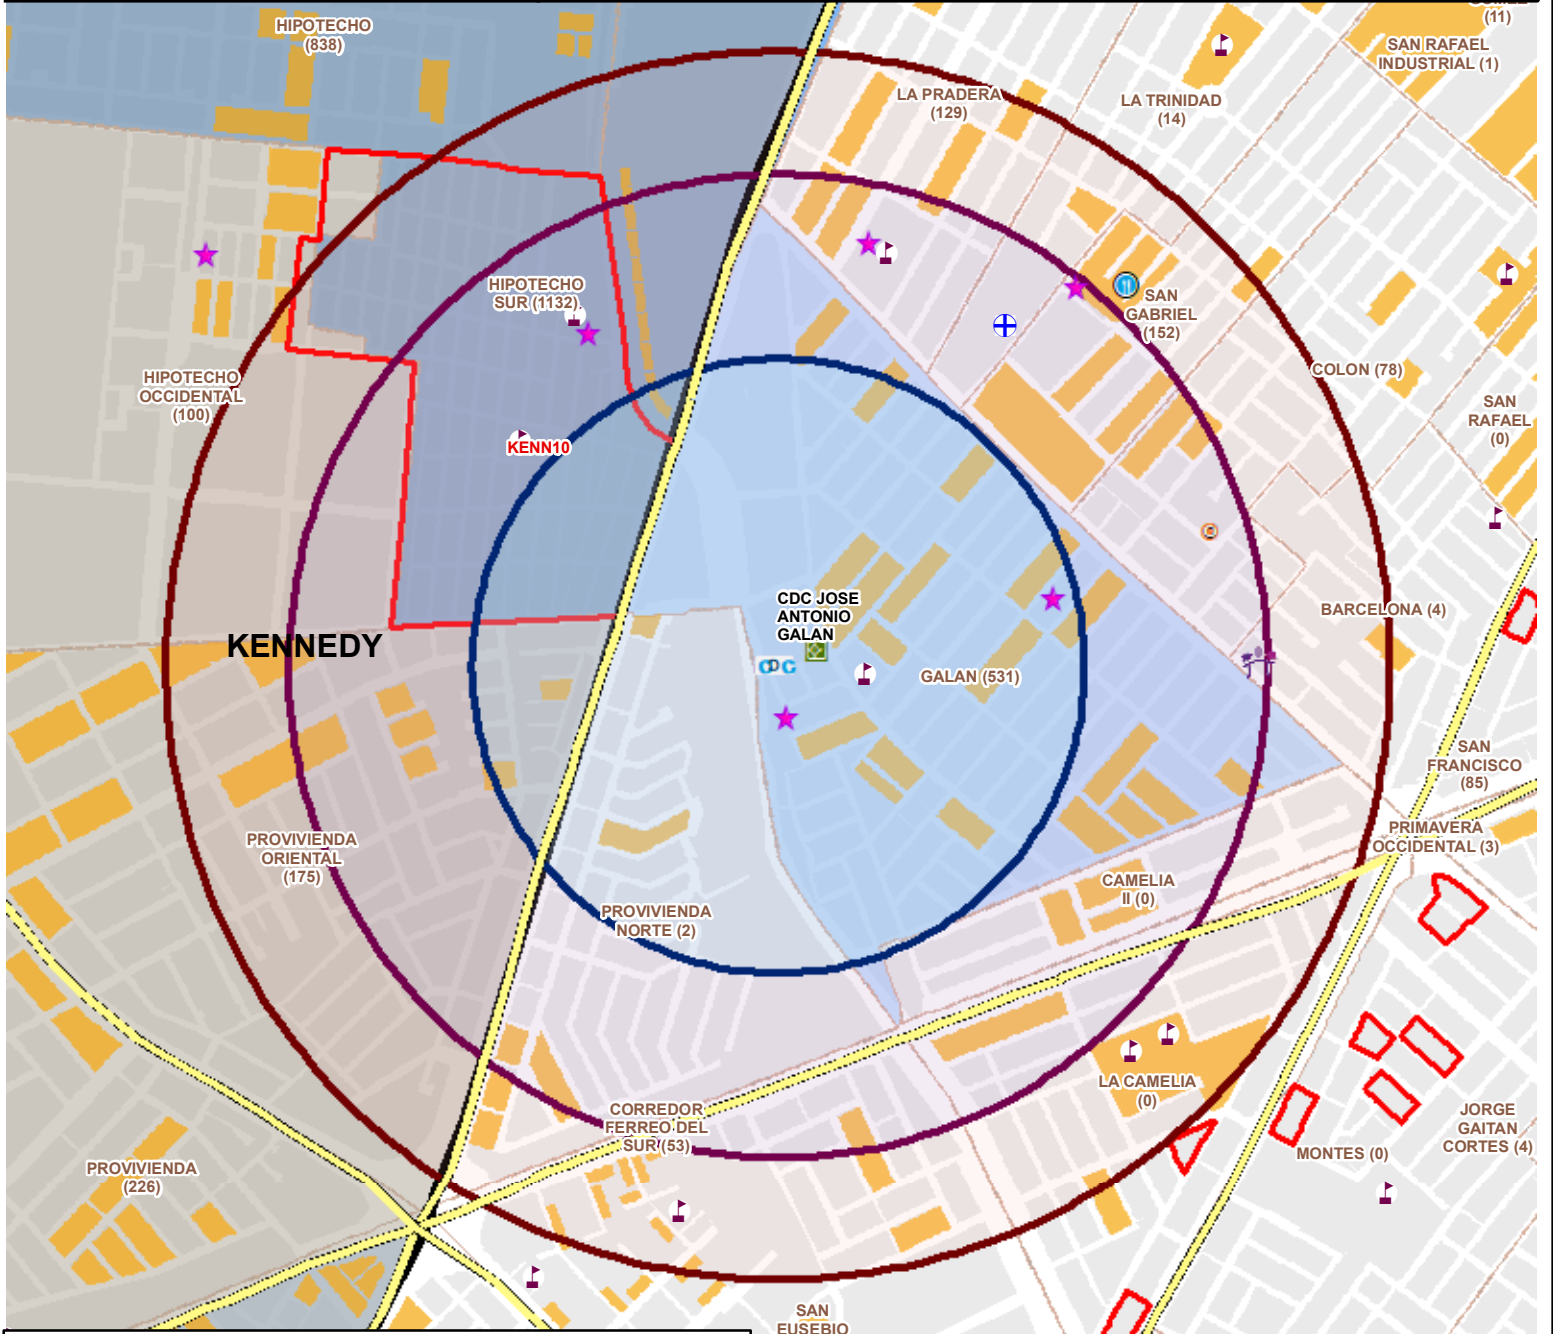 HIPOTECHO
(838)
(11)
SAN RAFAEL
INDUSTRIAL (1)
LA PRADERA
(129)
LA TRINIDAD
(14)
HIPOTECHO
SUR (1132)
SAN
GABRIEL
(152)
HIPOTECHO
OCCIDENTAL
(100)
COLON (78)
SAN
RAFAEL
(0)
KENN10
CDC JOSE
ANTONIO
GALAN
CDC
BARCELONA (4)
KENNEDY
GALAN (531)
SAN
FRANCISCO
(85)
PROVIVIENDA
ORIENTAL
(175)
PRIMAVERA
OCCIDENTAL (3)
CAMELIA
II (0)
PROVIVIENDA
NORTE (2)
LA CAMELIA
(0)
CORREDOR
FERREO DEL
SUR (53)
JORGE
GAITAN
CORTES (4)
MONTES (0)
PROVIVIENDA
(226)
SAN
EUSEBIO